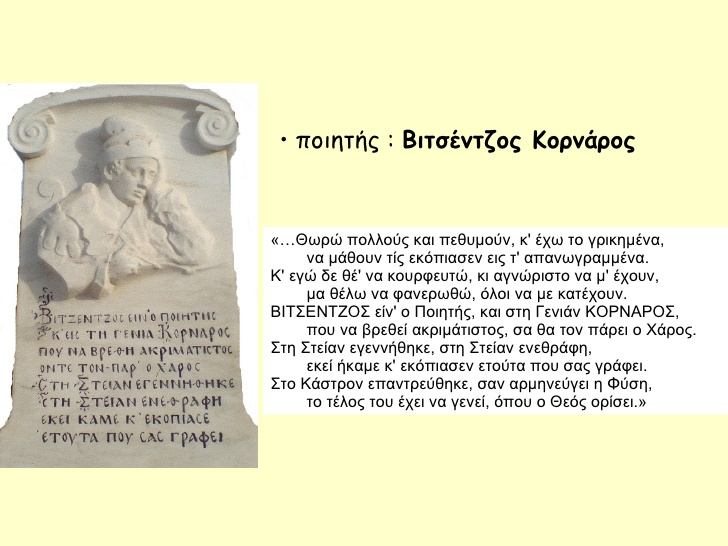 • ποιητής : Βιτσέντζος Κορνάρος
«…Θωρώ πολλούς και πεθυμούν, κ' έχω το γρικημένα,
να μάθουν τίς εκόπιασεν εις τ' απανωγραμμένα.
Κ' εγώ δε θέ' να κουρφευτώ, κι αγνώριστο να μ' έχουν,
μα θέλω να φανερωθώ, όλοι να με κατέχουν.
ΒΙΤΣΕΝΤΖΟΣ είν' ο Ποιητής, και στη Γενιάν ΚΟΡΝΑΡΟΣ,
που να βρεθεί ακριμάτιστος, σα θα τον πάρει ο Χάρος.
Στη Στείαν εγεννήθηκε, στη Στείαν ενεθράφη,
εκεί ήκαμε κ' εκόπιασεν ετούτα που σας γράφει.
Στο Κάστρον επαντρεύθηκε, σαν αρμηνεύγει η Φύση,
το τέλος του έχει να γενεί, όπου ο Θεός ορίσει.»
ΒΙΤΖΕΝΤΖΟΣ ΕΙΝ' Ο ΠΟΙΗΤΗΣ
Κ' ΕΙΣ ΤΗ ΓΕΝΙΑ ΚΟΡΝΑΡΟΣ
ΠΟΥ ΝΑ ΒΡΕΘΗ ΑΚΡΙΜΑΤΙΣΤΟΣ
ΟΝΤΕ ΤΟΝ ΠΑΡ' Ο ΧΑΡΟΣ
ΣΤΗ ΣΤΕΙΑΝ ΕΓΕΝΝΗΘΗΚΕ
ΣΤΗ ΣΤΕΙΑΝ ΕΝΕΘΡΑΦΗ
ΕΚΕΙ ΚΑΜΕ Κ' ΕΚΟΠΙΑΣΕ
ΕΤΟΥΤΑ ΠΟΥ ΣΑΣ ΓΡΑΦΕΙ